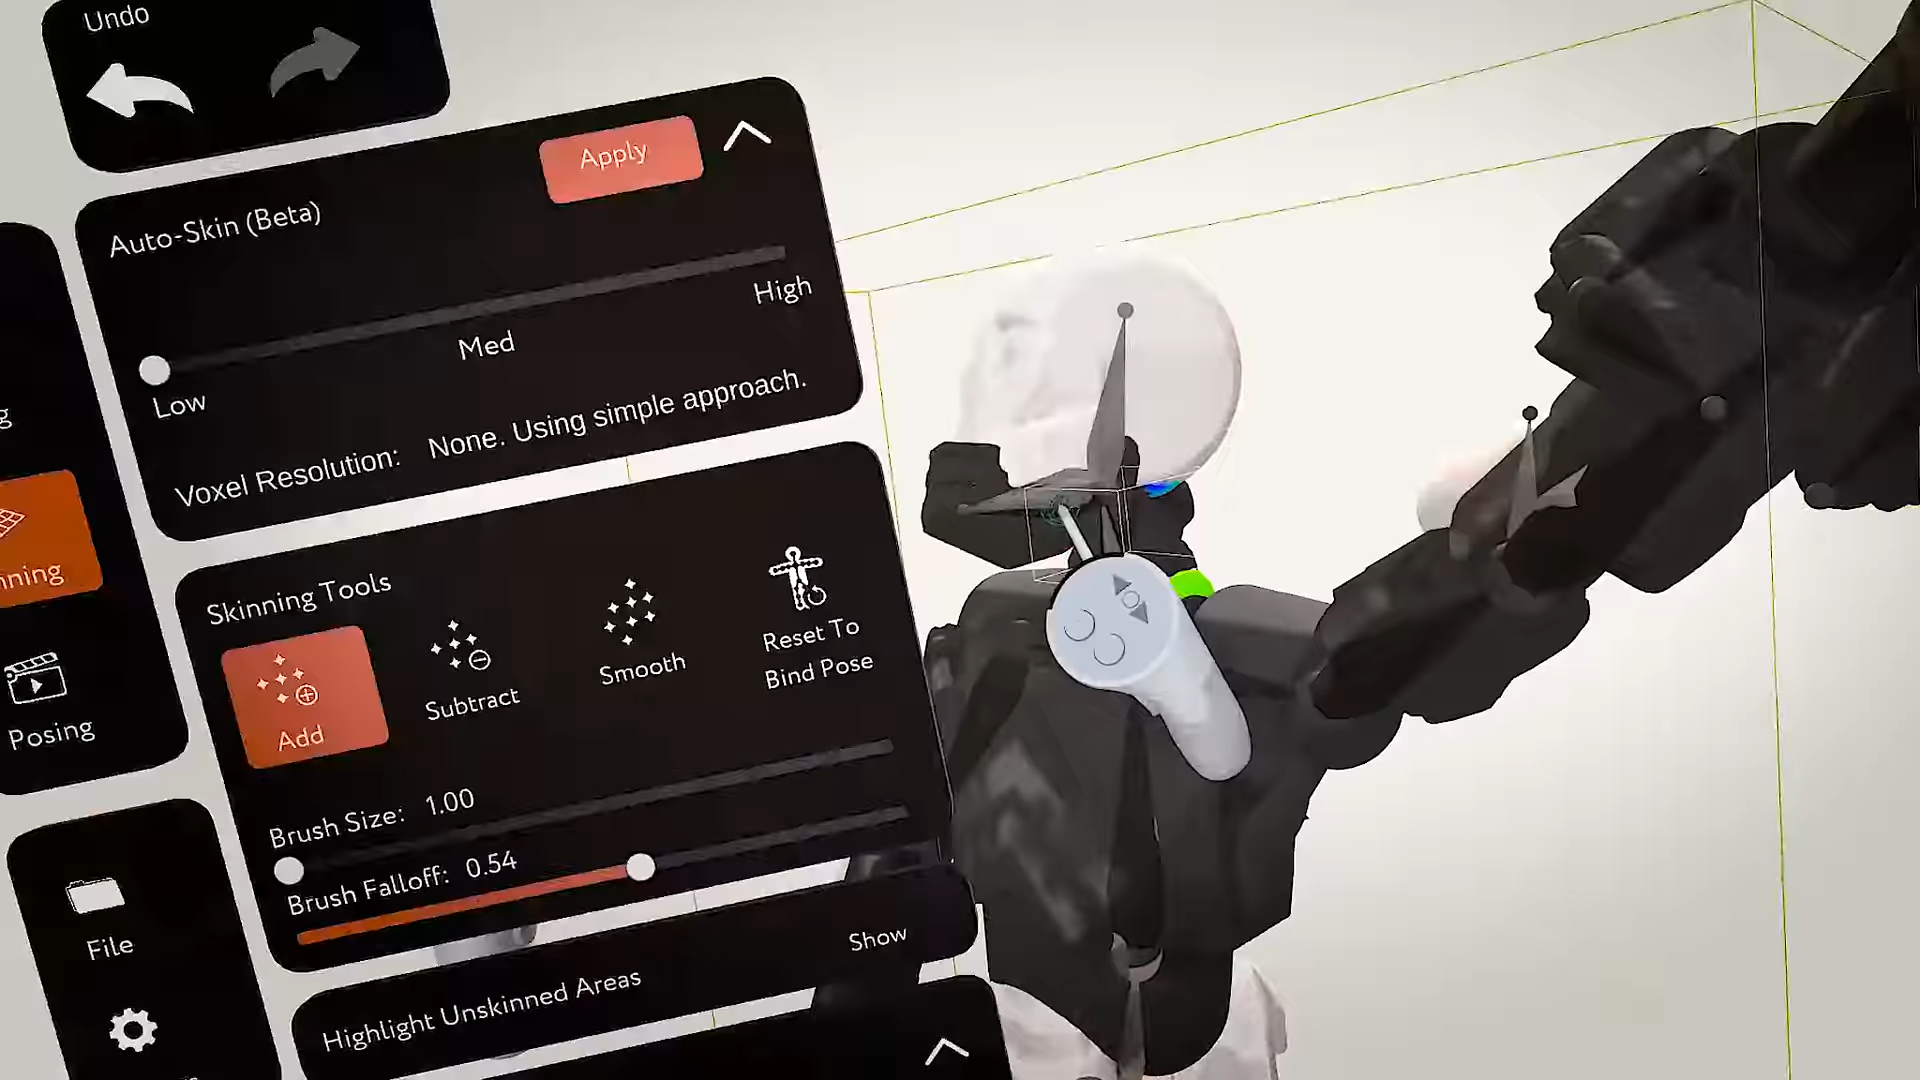 Undo
Apply
Auto-Skin (Beta)
High
Med
Low
Voxel Resolution: None. Using simple approach.
Skinning Tools
Add
Subtract
Smooth
Reset To
Bind Pose
Brush Size: 1.00
Brush Falloff: 0.54
Show
Highlight Unskinned Areas
Posing
File